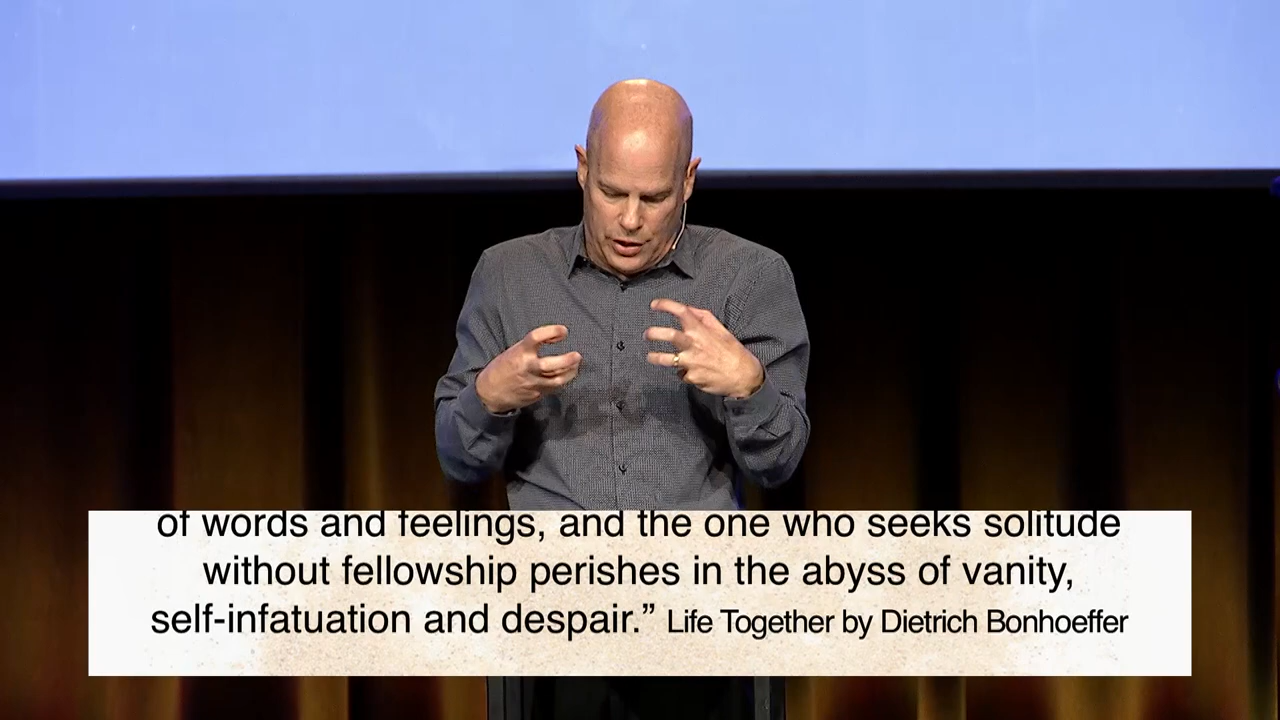 of words and feelings, and the one who seeks solitude
without fellowship perishes in the abyss of vanity,
self-infatuation and despair.” Life Together by Dietrich Bonhoeffer